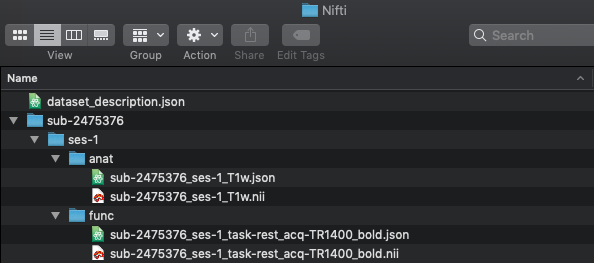 Nifti
View
Group
Action
Share
Edit Tags
Search
Name
dataset_description.json
sub-2475376
ses-1
anat
sub-2475376_ses-1_T1w.json
sub-2475376_ses-1_T1w.nii
func
sub-2475376_ses-1_task-rest_acq-TR1400_bold.json
sub-2475376_ses-1_task-rest_acq-TR1400_bold.nii